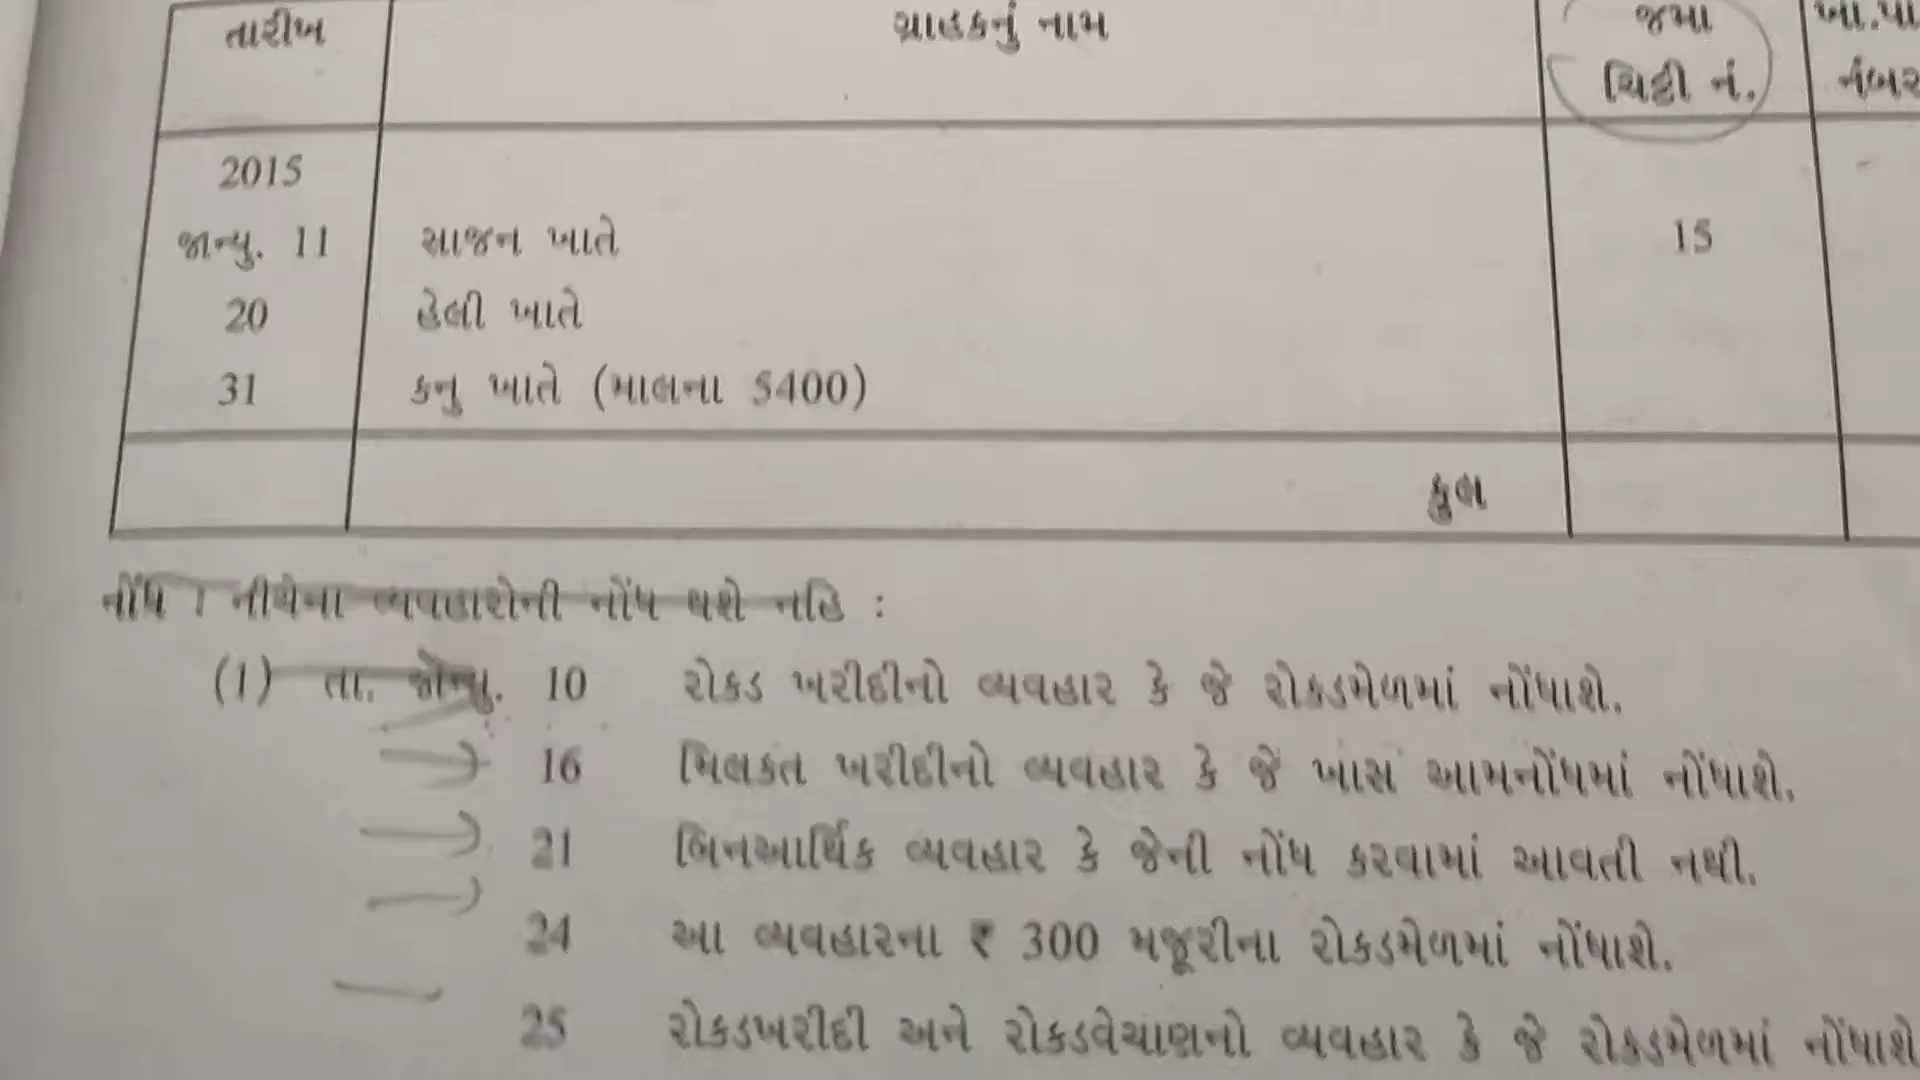 તારીખ ગ્રાહકનું નામ જમા ખા.પા
ચિઠ્ઠી નં. નંબર
2015
જાન્યુ. 11 સાજન ખાતે 15
20 હેલી ખાતે
31 કનુ ખાતે (માલના 5400)
કુલ
નોંધ : નીચેના વ્યવહારોની નોંધ થશે નહિ :
(1) તા. જાન્યુ. 10 રોકડ ખરીદીનો વ્યવહાર કે જે રોકડમેળમાં નોંધાશે.
16 મિલકત ખરીદીનો વ્યવહાર કે જે ખાસ આમનોંધમાં નોંધાશે.
21 બિનઆર્થિક વ્યવહાર કે જેની નોંધ કરવામાં આવતી નથી.
24 આ વ્યવહારના ₹ 300 મજૂરીના રોકડમેળમાં નોંધાશે.
25 રોકડખરીદી અને રોકડવેચાણનો વ્યવહાર કે જે રોકડમેળમાં નોંધાશે